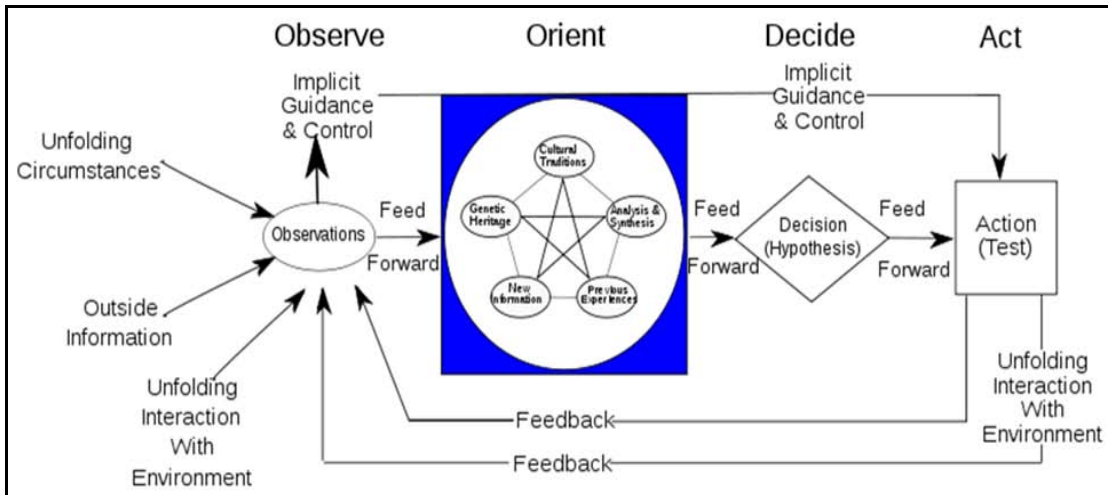 Observe
Orient
Decide
Act
Implicit
Guidance
& Control
Implicit
Guidance
& Control
Unfolding
Circumstances
Observations
Feed
Forward
Cultural
Traditions
Genetic
Heritage
Analysis &
Synthesis
New
Information
Previous
Experiences
Feed
Forward
Decision
(Hypothesis)
Feed
Forward
Action
(Test)
Outside
Information
Unfolding
Interaction
With
Environment
Unfolding
Interaction
With
Environment
Feedback
Feedback